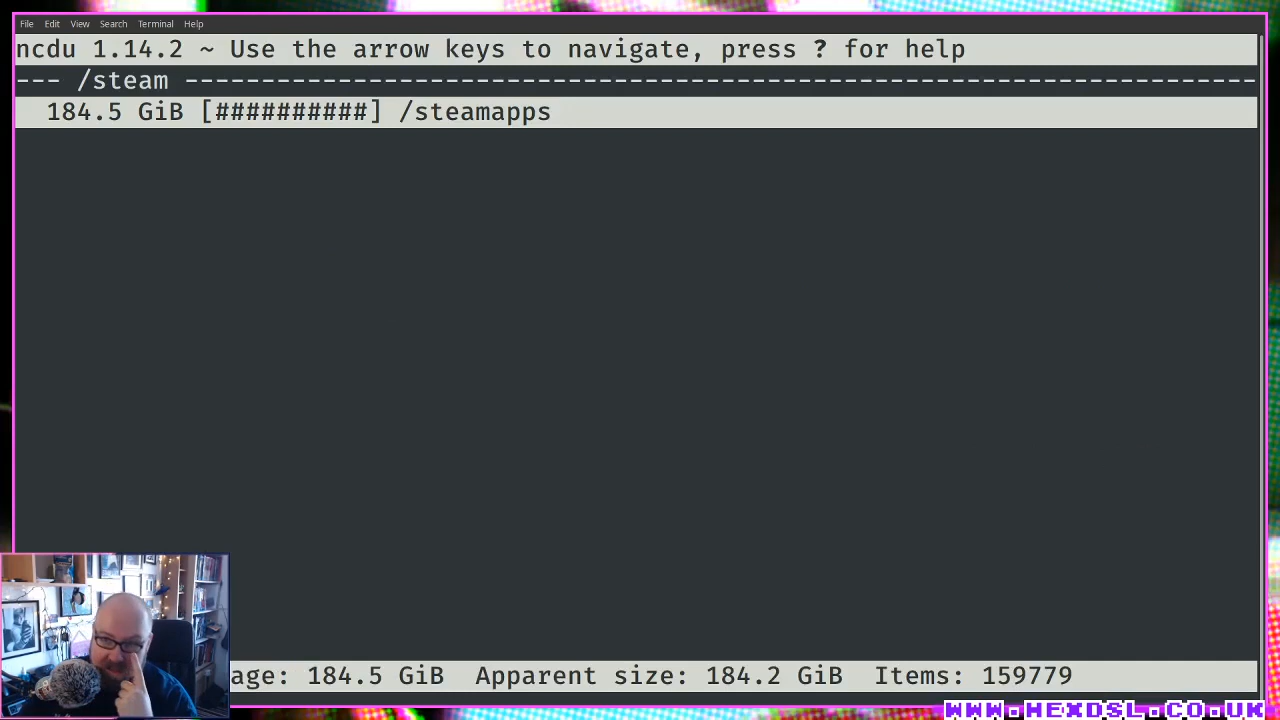 File Edit View Search Terminal Help
ncdu 1.14.2 ~ Use the arrow keys to navigate, press ? for help
--- /steam ----------------------------------------------------------------------
184.5 GiB [##########] /steamapps
age: 184.5 GiB Apparent size: 184.2 GiB Items: 159779
WWW.HEXDSL.CO.UK